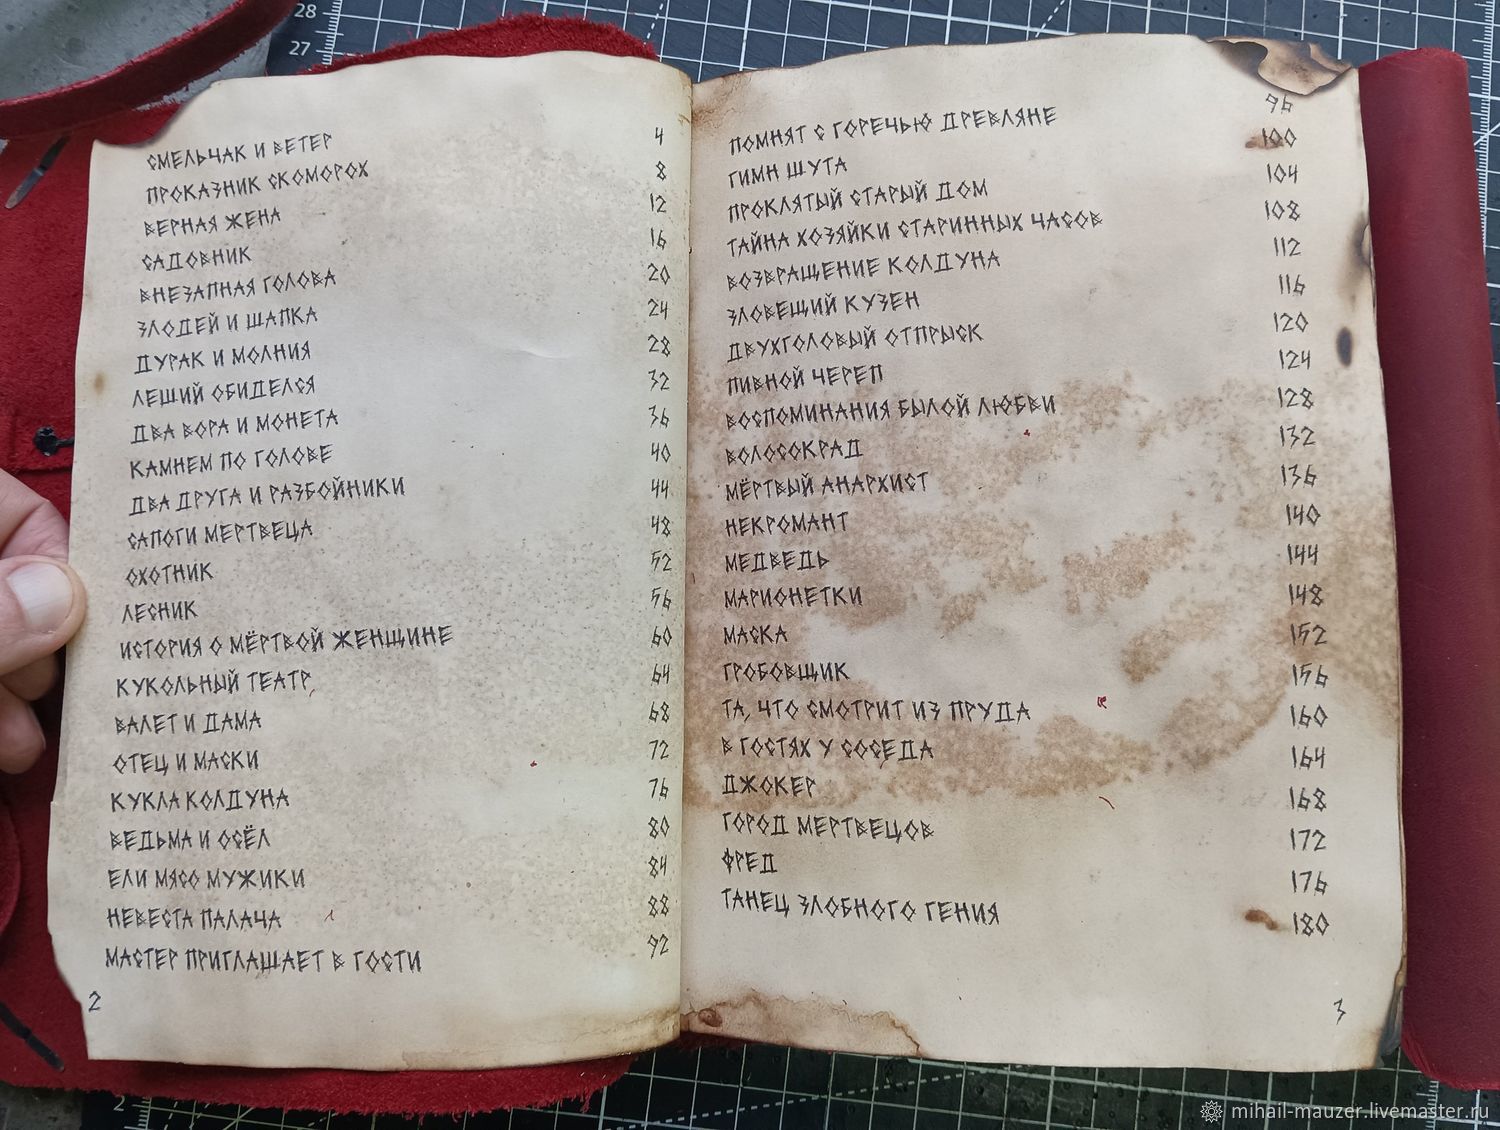 28
27
СМЕЛЬЧАК И ВЕТЕР 4
ПРОКАЗНИК СКОМОРОХ 8
ВЕРНАЯ ЖЕНА 12
САДОВНИК 16
ВНЕЗАПНАЯ ГОЛОВА 20
ЗЛОДЕЙ И ШАПКА 24
ДУРАК И МОЛНИЯ 28
ЛЕШИЙ ОБИДЕЛСЯ 32
ДВА ВОРА И МОНЕТА 36
КАМНЕМ ПО ГОЛОВЕ 40
ДВА ДРУГА И РАЗБОЙНИКИ 44
САПОГИ МЕРТВЕЦА 48
ОХОТНИК 52
ЛЕСНИК 56
ИСТОРИЯ О МЁРТВОЙ ЖЕНЩИНЕ 60
КУКОЛЬНЫЙ ТЕАТР 64
ВАЛЕТ И ДАМА 68
ОТЕЦ И МАСКИ 72
КУКЛА КОЛДУНА 76
ВЕДЬМА И ОСЁЛ 80
ЕЛИ МЯСО МУЖИКИ 84
НЕВЕСТА ПАЛАЧА 88
МАСТЕР ПРИГЛАШАЕТ В ГОСТИ 92
2
ПОМНЯТ С ГОРЕЧЬЮ ДРЕВЛЯНЕ 96
ГИМН ШУТА 100
ПРОКЛЯТЫЙ СТАРЫЙ ДОМ 104
ТАЙНА ХОЗЯЙКИ СТАРИННЫХ ЧАСОВ 108
ВОЗВРАЩЕНИЕ КОЛДУНА 112
ЗЛОВЕЩИЙ КУЗЕН 116
ДВУХГОЛОВЫЙ ОТПРЫСК 120
ПИВНОЙ ЧЕРЕП 124
ВОСПОМИНАНИЯ БЫЛОЙ ЛЮБВИ 128
ВОЛОСОКРАД 132
МЁРТВЫЙ АНАРХИСТ 136
НЕКРОМАНТ 140
МЕДВЕДЬ 144
МАРИОНЕТКИ 148
МАСКА 152
ГРОБОВЩИК 156
ТА, ЧТО СМОТРИТ ИЗ ПРУДА 160
В ГОСТЯХ У СОСЕДА 164
ДЖОКЕР 168
ГОРОД МЕРТВЕЦОВ 172
ФРЕД 176
ТАНЕЦ ЗЛОБНОГО ГЕНИЯ 180
3
2
mihail-mauzer.livemaster.ru